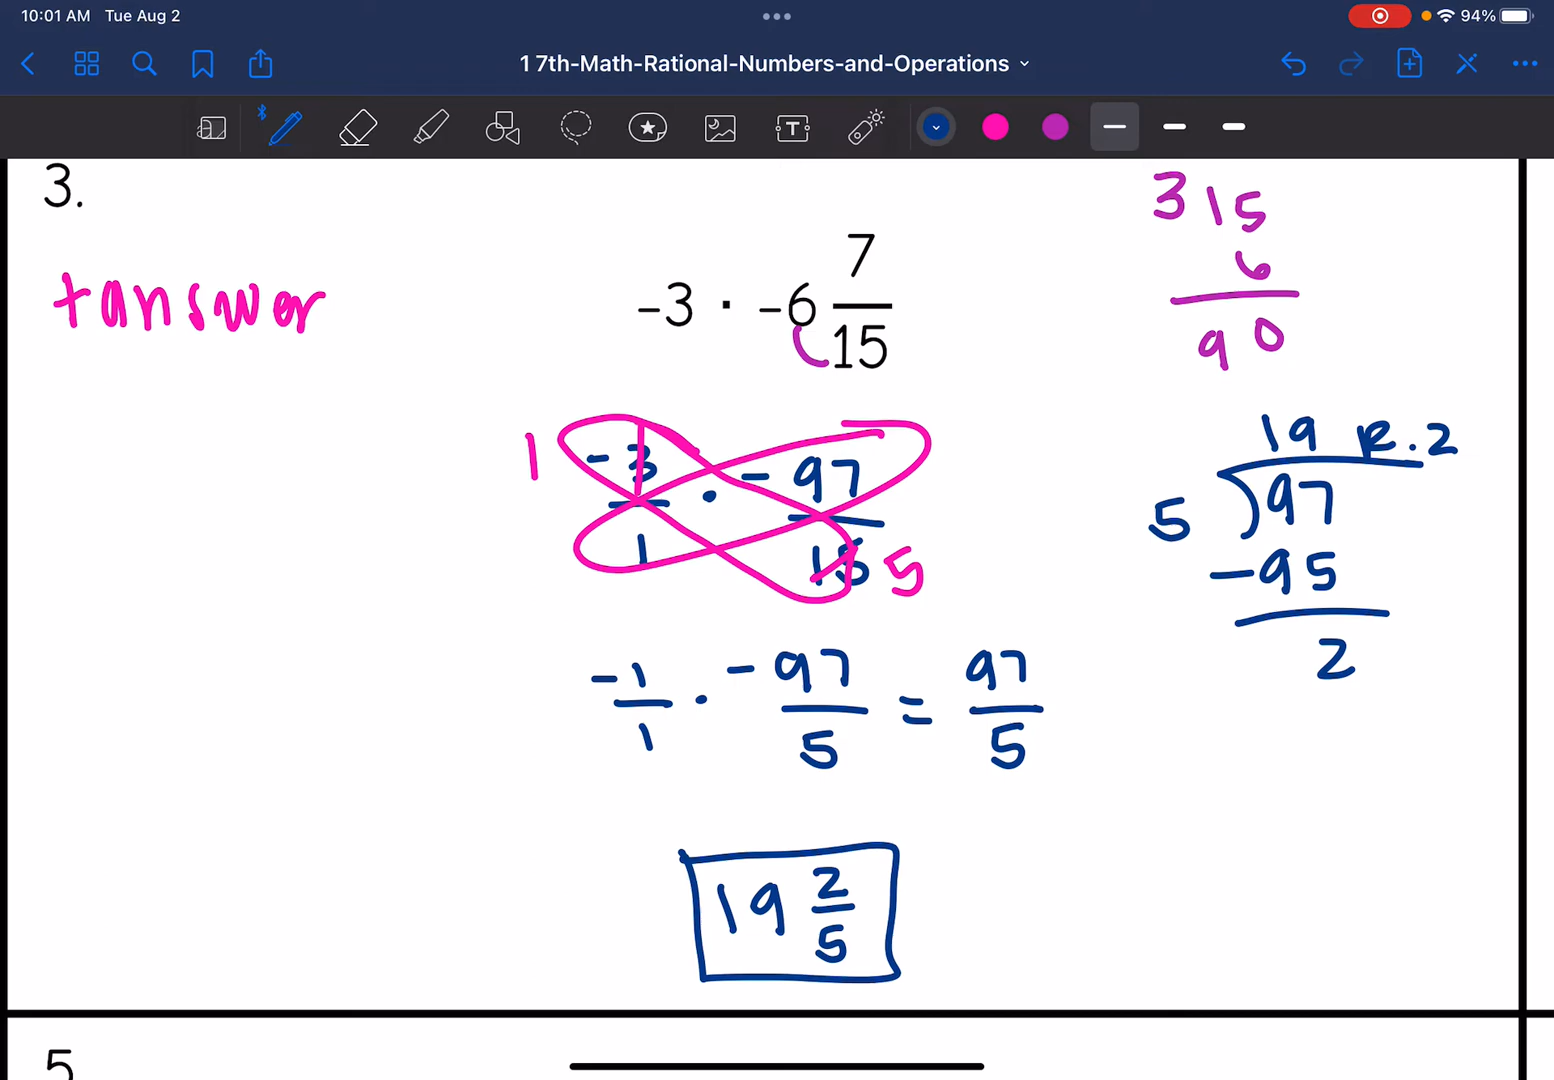 10:01 AM Tue Aug 2
94%
1 7th-Math-Rational-Numbers-and-Operations
T
3.
+ answer
-3 · -6 7/15
3 15
6
90
1
-3/1 · -97/15
5
19 R.2
5 97
-95
2
-1/1 · -97/5 = 97/5
19 2/5
5